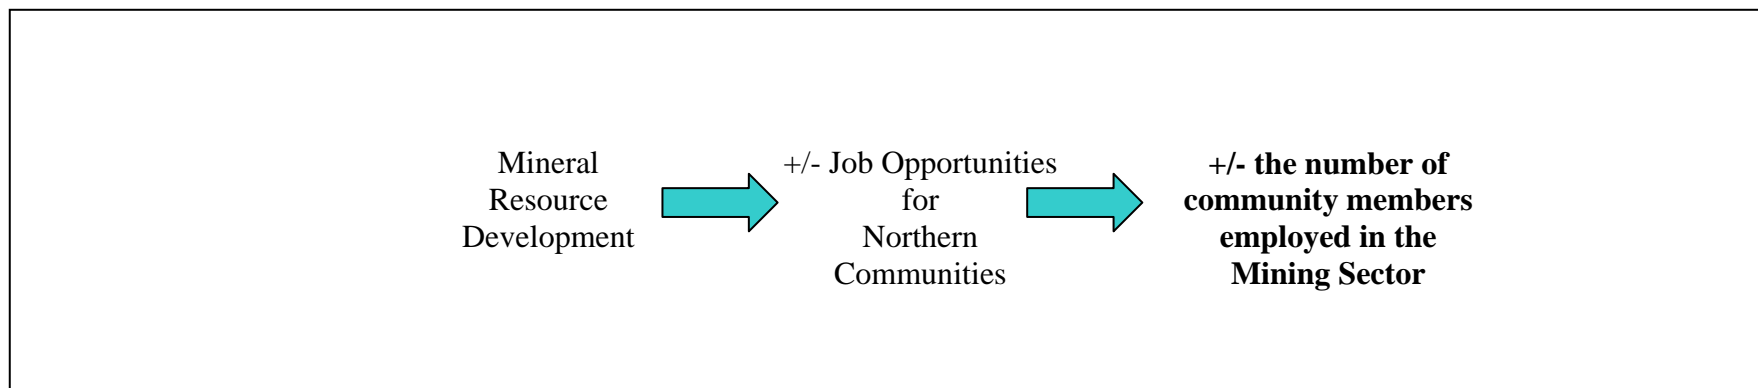 Mineral
Resource
Development
+/- Job Opportunities
for
Northern
Communities
+/- the number of
community members
employed in the
Mining Sector